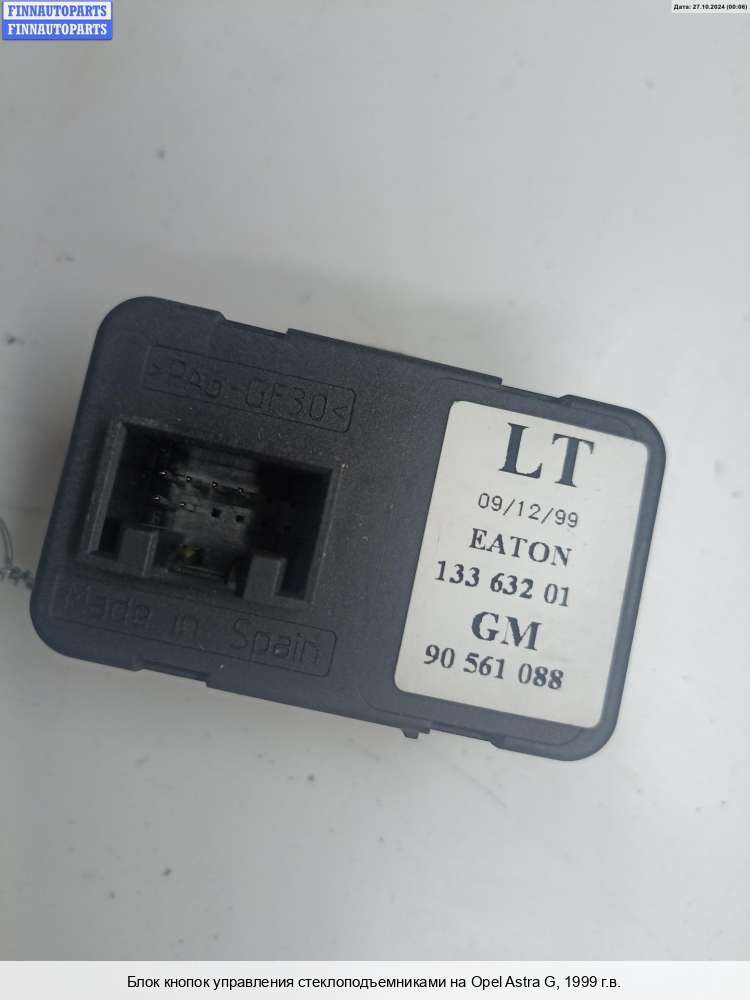 FINNAUTOPARTS
FINNAUTOPARTS
Дата: 27.10.2024 (00:06)
>PA6-GF30<
LT
09/12/99
EATON
133 632 01
GM
90 561 088
Made in Spain
Блок кнопок управления стеклоподъемниками на Opel Astra G, 1999 г.в.